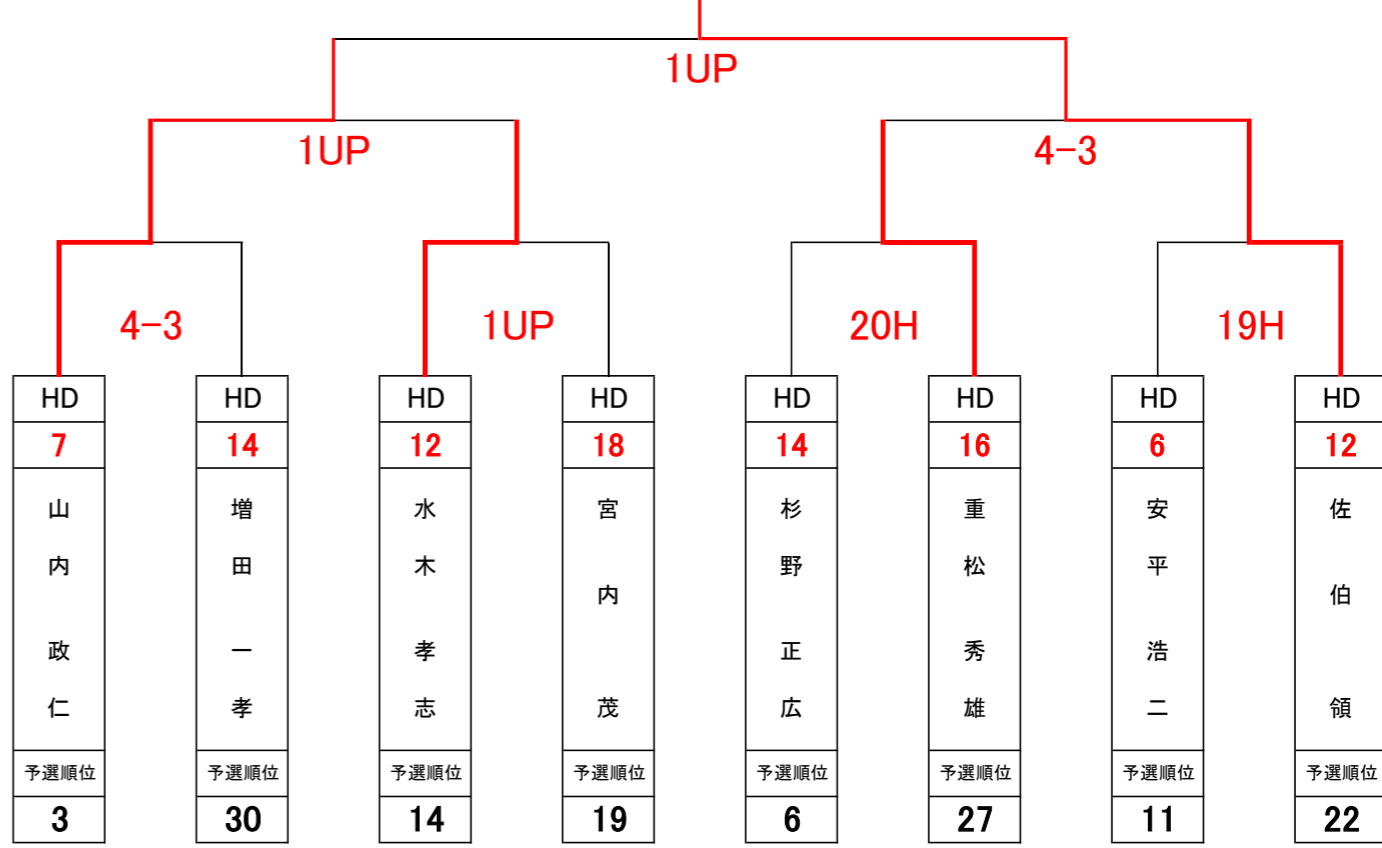 1UP
1UP
4-3
4-3
1UP
20H
19H
HD
HD
HD
HD
HD
HD
HD
HD
7
14
12
18
14
16
6
12
山内政仁
増田一孝
水木孝志
宮内茂
杉野正広
重松秀雄
安平浩二
佐伯領
予選順位
予選順位
予選順位
予選順位
予選順位
予選順位
予選順位
予選順位
3
30
14
19
6
27
11
22